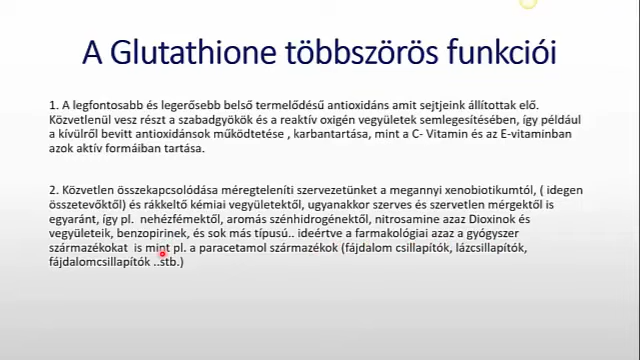 A Glutathione többszörös funkciói
1. A legfontosabb és legerősebb belső termelődésű antioxidáns amit sejtjeink állítottak elő.
Közvetlenül vesz részt a szabadgyökök és a reaktív oxigén vegyületek semlegesítésében, így például
a kívülről bevitt antioxidánsok működtetése , karbantartása, mint a C- Vitamin és az E-vitaminban
azok aktív formáiban tartása.
2. Közvetlen összekapcsolódása méregteleníti szervezetünket a megannyi xenobiotikumtól, ( idegen
összetevőktől) és rákkeltő kémiai vegyületektől, ugyanakkor szerves és szervetlen mérgektől is
egyaránt, így pl. nehézfémektől, aromás szénhidrogénektől, nitrosamine azaz Dioxinok és
vegyületeik, benzopirinek, és sok más típusú.. ideértve a farmakológiai azaz a gyógyszer
származékokat is mint pl. a paracetamol származékok (fájdalom csillapítók, lázcsillapítók,
fájdalomcsillapítók ..stb.)